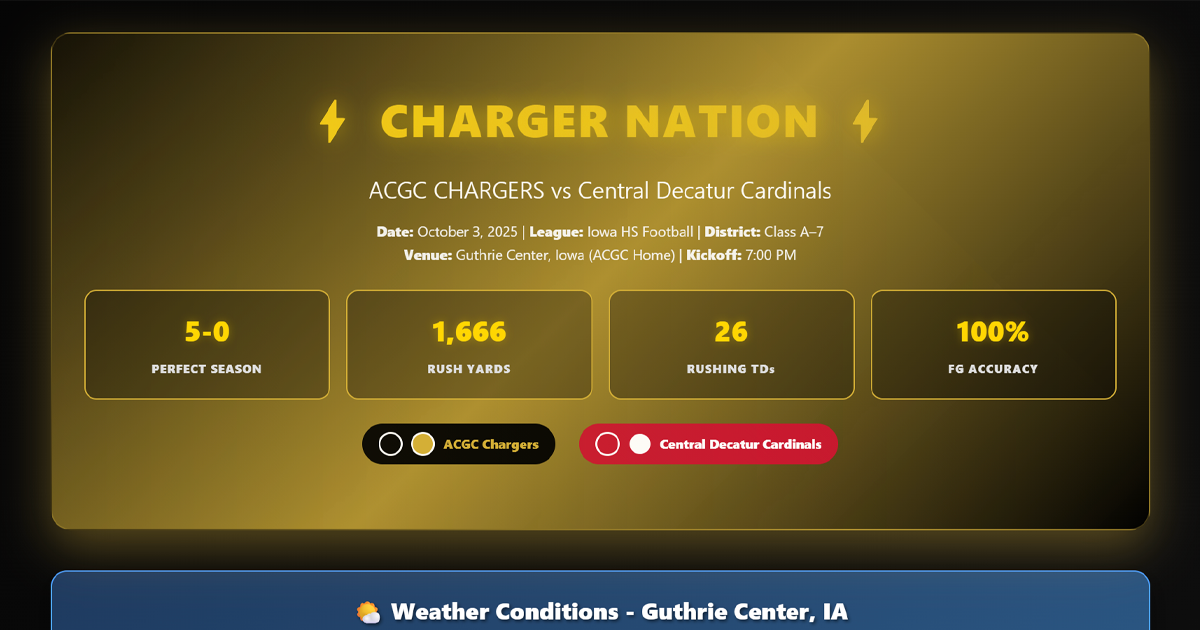 ⚡ CHARGER NATION ⚡
ACGC CHARGERS vs Central Decatur Cardinals
Date: October 3, 2025 | League: Iowa HS Football | District: Class A–7
Venue: Guthrie Center, Iowa (ACGC Home) | Kickoff: 7:00 PM
5-0
PERFECT SEASON
1,666
RUSH YARDS
26
RUSHING TDs
100%
FG ACCURACY
ACGC Chargers
Central Decatur Cardinals
🌤️ Weather Conditions - Guthrie Center, IA